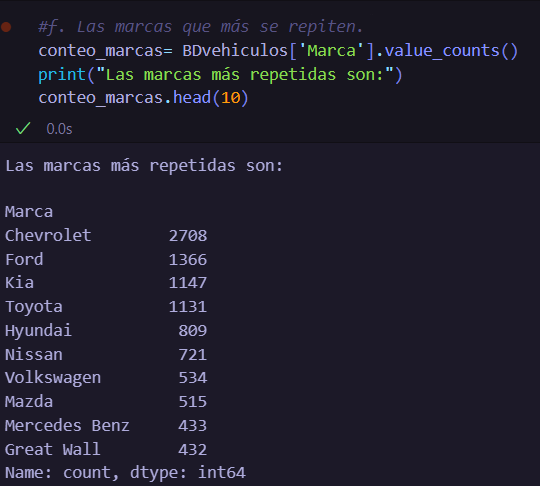 #f. Las marcas que más se repiten.
conteo_marcas= BDvehiculos['Marca'].value_counts()
print("Las marcas más repetidas son:")
conteo_marcas.head(10)
0.0s
Las marcas más repetidas son:
Marca
Chevrolet 2708
Ford 1366
Kia 1147
Toyota 1131
Hyundai 809
Nissan 721
Volkswagen 534
Mazda 515
Mercedes Benz 433
Great Wall 432
Name: count, dtype: int64